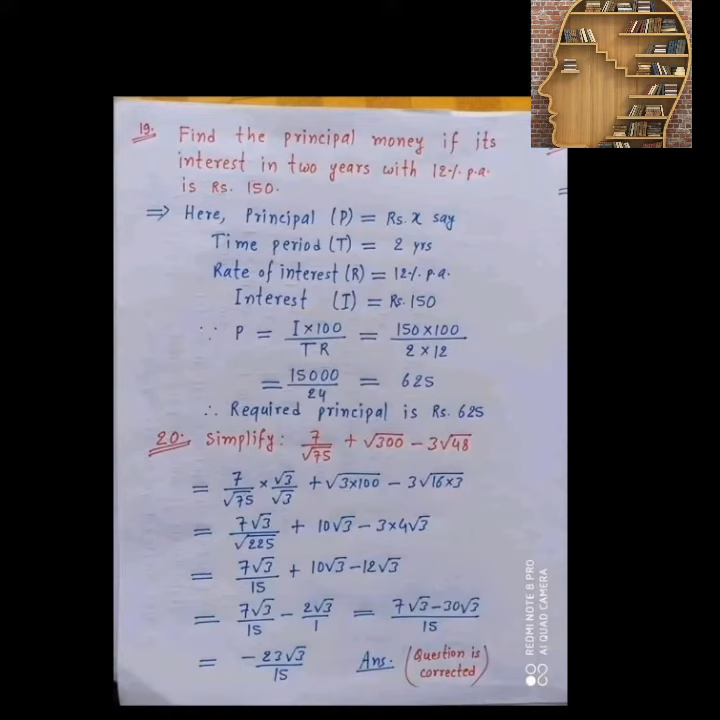 19. Find the principal money if its
interest in two years with 12% p.a.
is Rs. 150.
⇒ Here, Principal (P) = Rs. x say
Time period (T) = 2 yrs
Rate of interest (R) = 12% p.a.
Interest (I) = Rs. 150
∵ P = I×100/TR = 150×100/2×12
= 15000/24 = 625
∴ Required principal is Rs. 625
20. Simplify: 7/√75 + √300 - 3√48
= 7/√75 × √3/√3 + √3×100 - 3√16×3
= 7√3/√225 + 10√3 - 3×4√3
= 7√3/15 + 10√3 - 12√3
= 7√3/15 - 2√3/1 = 7√3-30√3/15
= -23√3/15 Ans. (Question is corrected)
REDMI NOTE 8 PRO
AI QUAD CAMERA